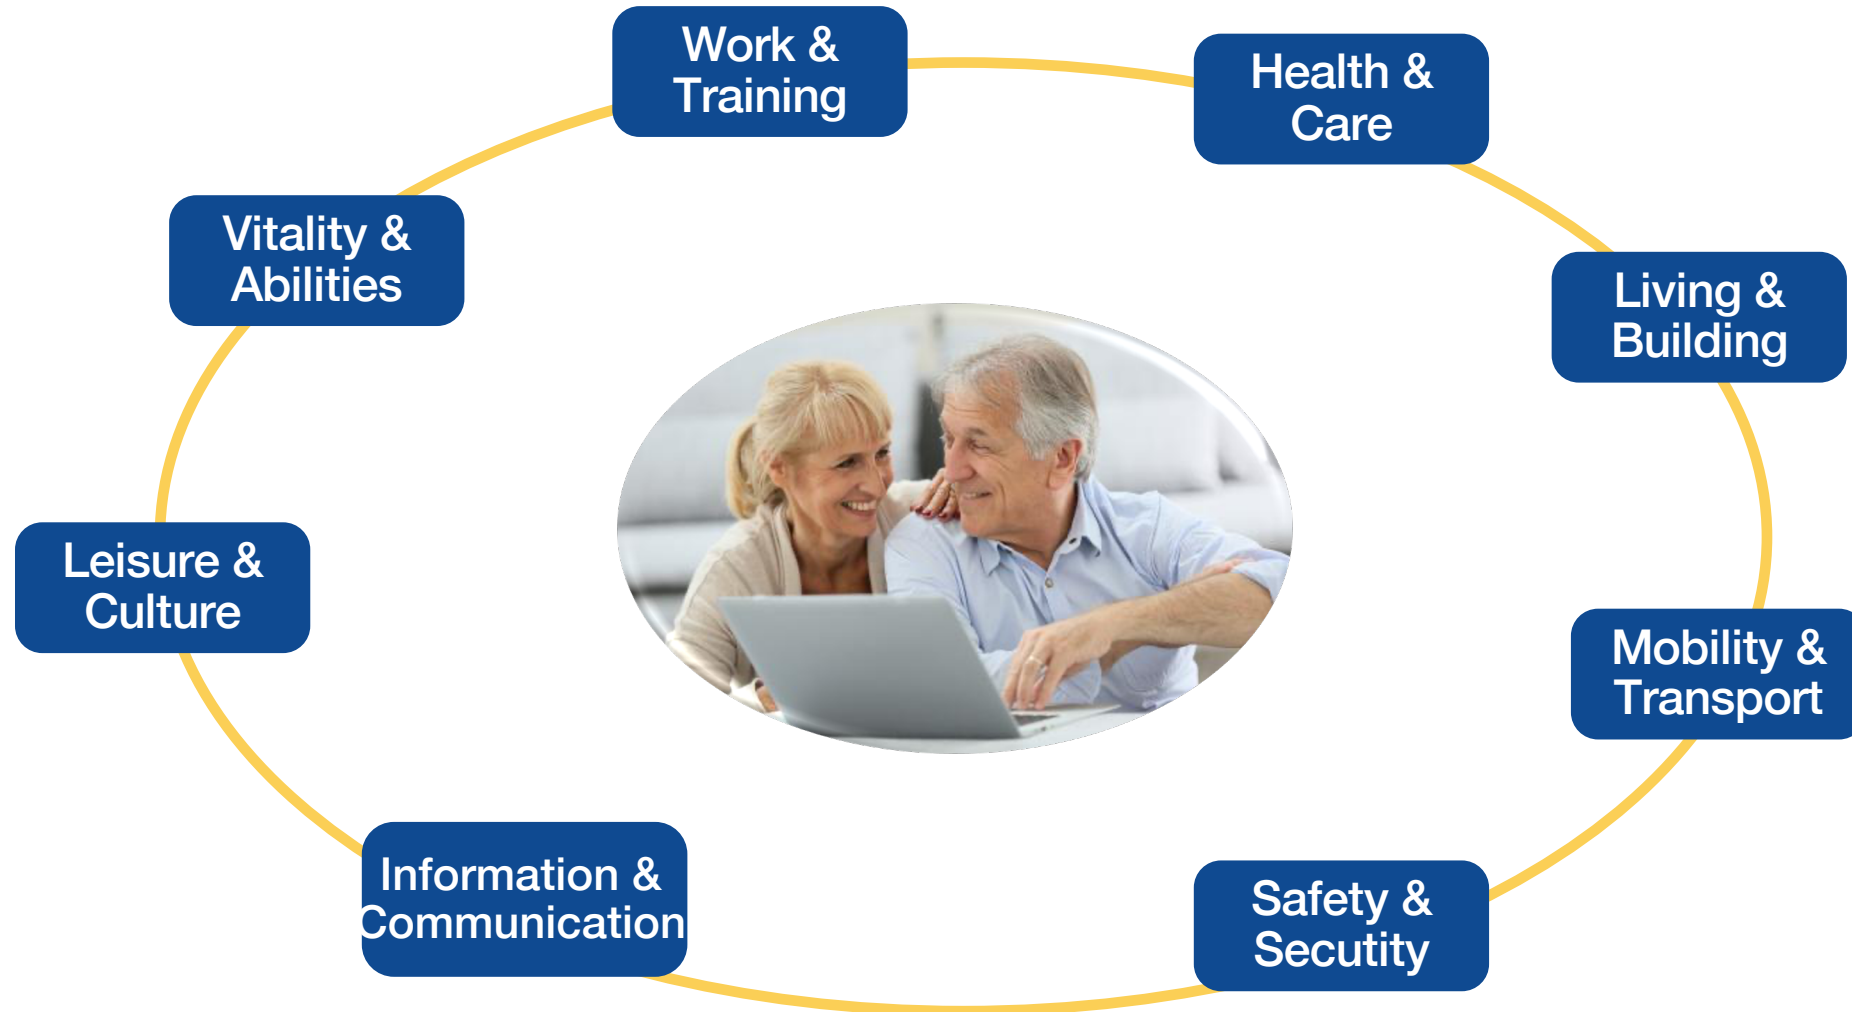 Work &
Training
Health &
Care
Vitality &
Abilities
Living &
Building
Leisure &
Culture
Mobility &
Transport
Information &
Communication
Safety &
Secutity